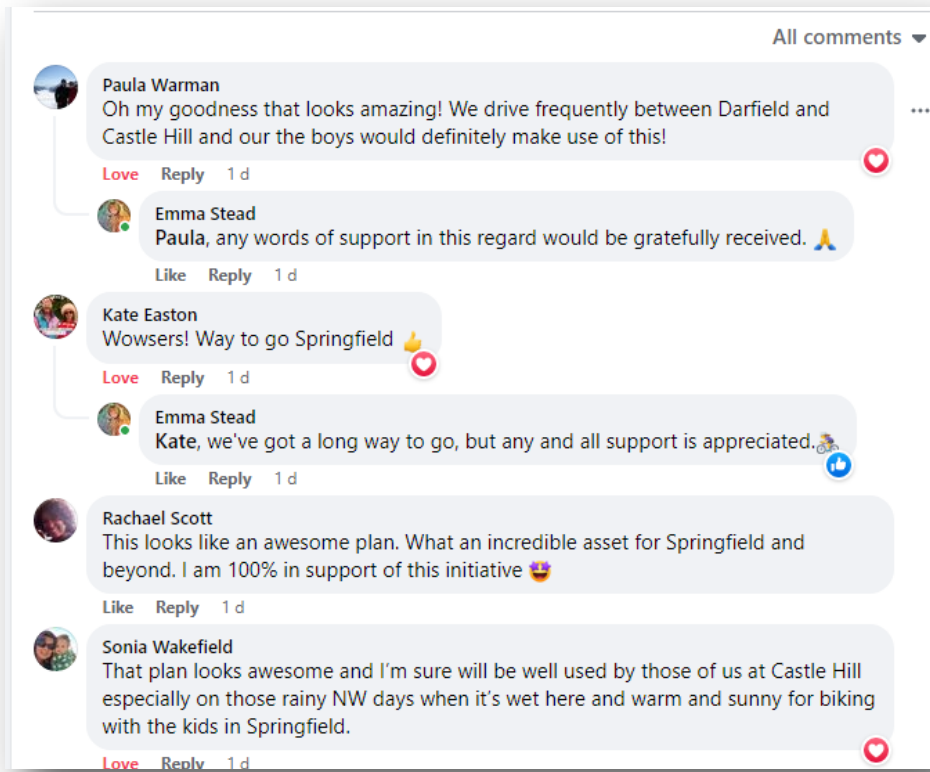 All comments
Paula Warman
Oh my goodness that looks amazing! We drive frequently between Darfield and
Castle Hill and our the boys would definitely make use of this!
Love Reply 1 d
Emma Stead
Paula, any words of support in this regard would be gratefully received. 🙏
Like Reply 1 d
Kate Easton
Wowsers! Way to go Springfield 👍
Love Reply 1 d
Emma Stead
Kate, we've got a long way to go, but any and all support is appreciated.🚴‍♀️
Like Reply 1 d
Rachael Scott
This looks like an awesome plan. What an incredible asset for Springfield and
beyond. I am 100% in support of this initiative 🤩
Like Reply 1 d
Sonia Wakefield
That plan looks awesome and I’m sure will be well used by those of us at Castle Hill
especially on those rainy NW days when it’s wet here and warm and sunny for biking
with the kids in Springfield.
Love Reply 1 d